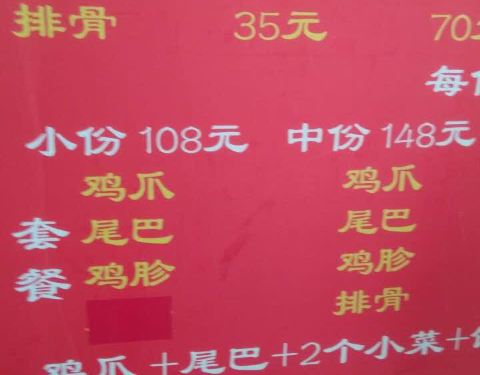 排骨 35元 70
每
小份 108元 中份 148元
鸡爪 鸡爪
套 尾巴 尾巴
餐 鸡胗 鸡胗
排骨
鸡爪+尾巴+2个小菜+